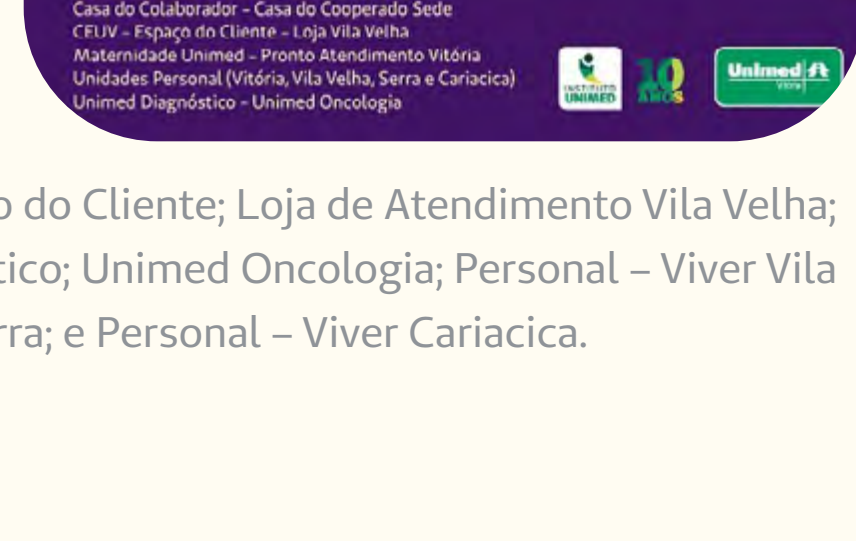 Casa do Colaborador – Casa do Cooperado Sede
CEUV – Espaço do Cliente – Loja Vila Velha
Maternidade Unimed – Pronto Atendimento Vitória
Unidades Personal (Vitória, Vila Velha, Serra e Cariacica)
Unimed Diagnóstico – Unimed Oncologia
INSTITUTO
UNIMED
10
ANOS
Unimed
Vitória
o do Cliente; Loja de Atendimento Vila Velha;
tico; Unimed Oncologia; Personal – Viver Vila
rra; e Personal – Viver Cariacica.